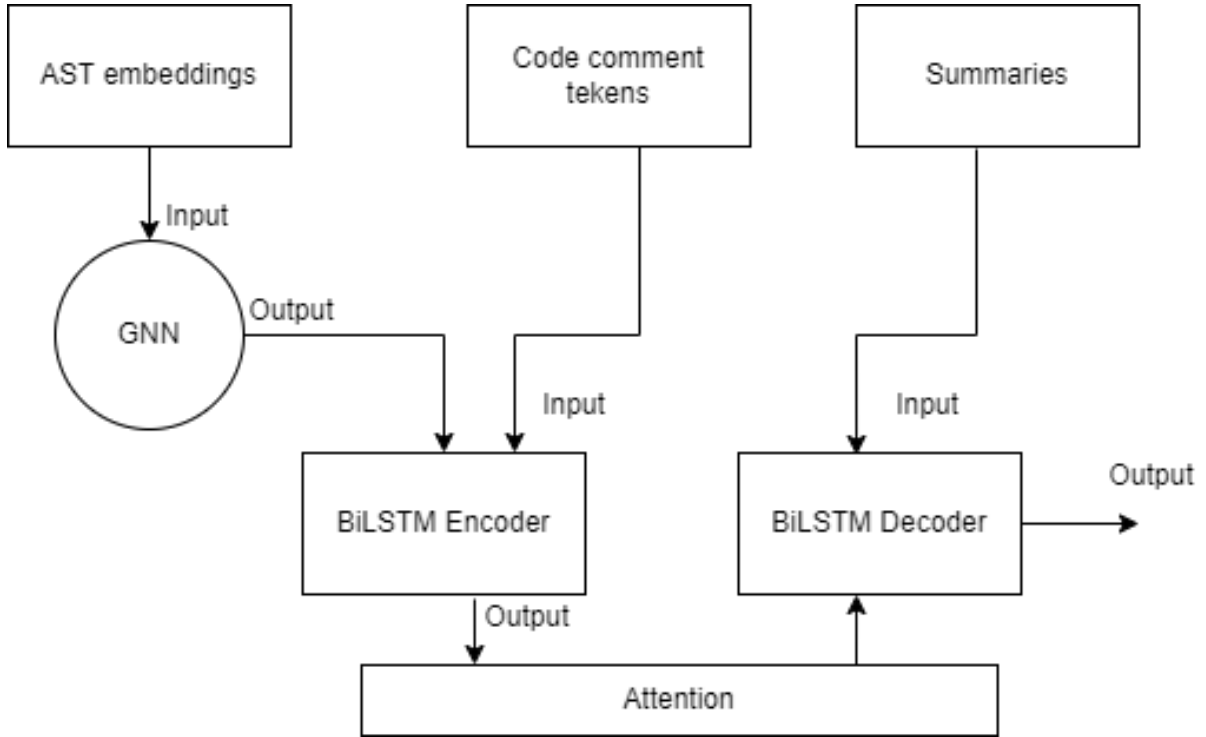 AST embeddings
Code comment
tekens
Summaries
Input
Output
GNN
Input
Input
Output
BiLSTM Encoder
BiLSTM Decoder
Output
Attention